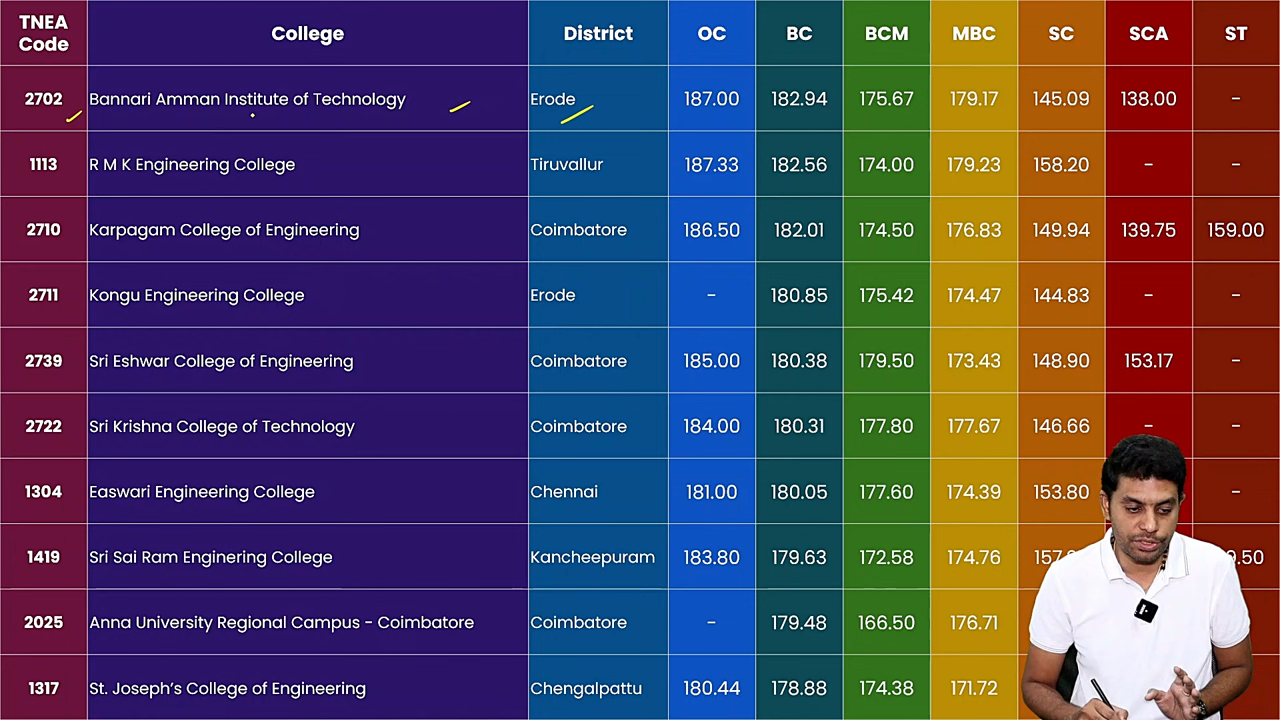 TNEA Code College District OC BC BCM MBC SC SCA ST
2702 Bannari Amman Institute of Technology Erode 187.00 182.94 175.67 179.17 145.09 138.00 -
1113 R M K Engineering College Tiruvallur 187.33 182.56 174.00 179.23 158.20 - -
2710 Karpagam College of Engineering Coimbatore 186.50 182.01 174.50 176.83 149.94 139.75 159.00
2711 Kongu Engineering College Erode - 180.85 175.42 174.47 144.83 - -
2739 Sri Eshwar College of Engineering Coimbatore 185.00 180.38 179.50 173.43 148.90 153.17 -
2722 Sri Krishna College of Technology Coimbatore 184.00 180.31 177.80 177.67 146.66 - -
1304 Easwari Engineering College Chennai 181.00 180.05 177.60 174.39 153.80 -
1419 Sri Sai Ram Enginering College Kancheepuram 183.80 179.63 172.58 174.76
2025 Anna University Regional Campus - Coimbatore Coimbatore - 179.48 166.50 176.71
1317 St. Joseph's College of Engineering Chengalpattu 180.44 178.88 174.38 171.72